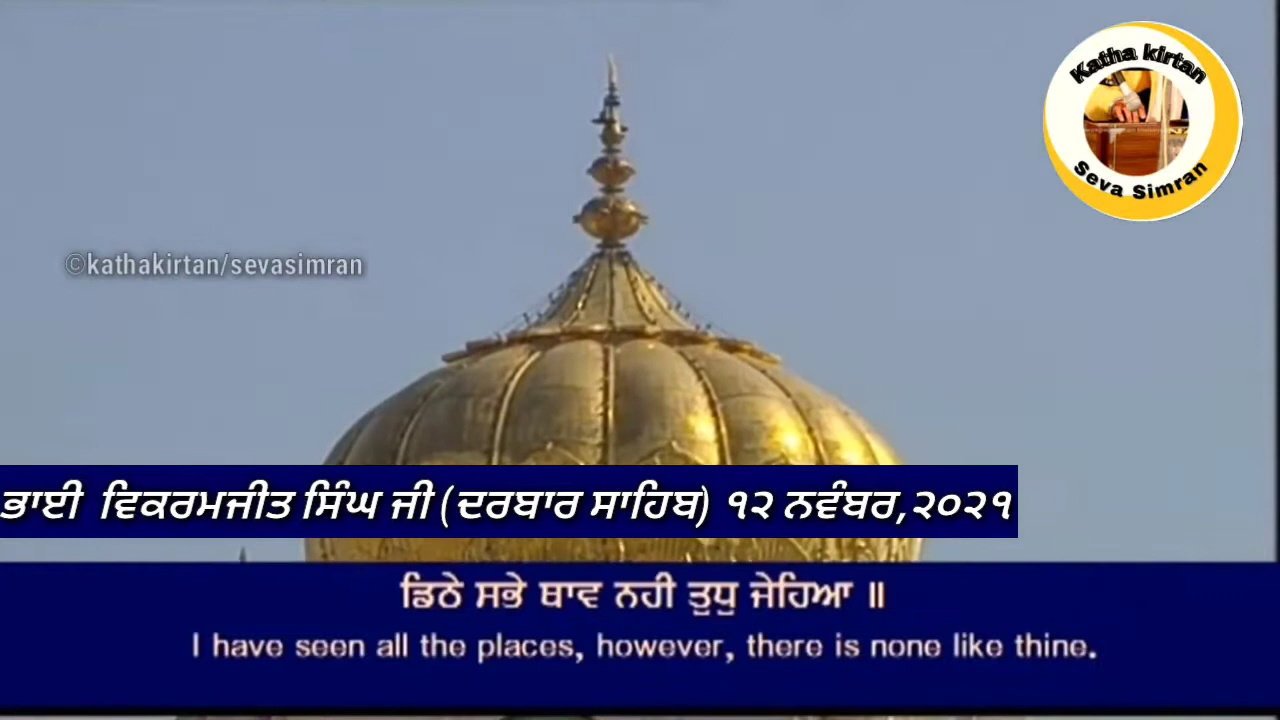 Katha kirtan
Seva Simran
©kathakirtan/sevasimran
ਭਾਈ ਵਿਕਰਮਜੀਤ ਸਿੰਘ ਜੀ (ਦਰਬਾਰ ਸਾਹਿਬ) ੧੨ ਨਵੰਬਰ,੨੦੨੧
ਡਿਠੇ ਸਭੇ ਥਾਵ ਨਹੀ ਤੁਧੁ ਜੇਹਿਆ ॥
I have seen all the places, however, there is none like thine.